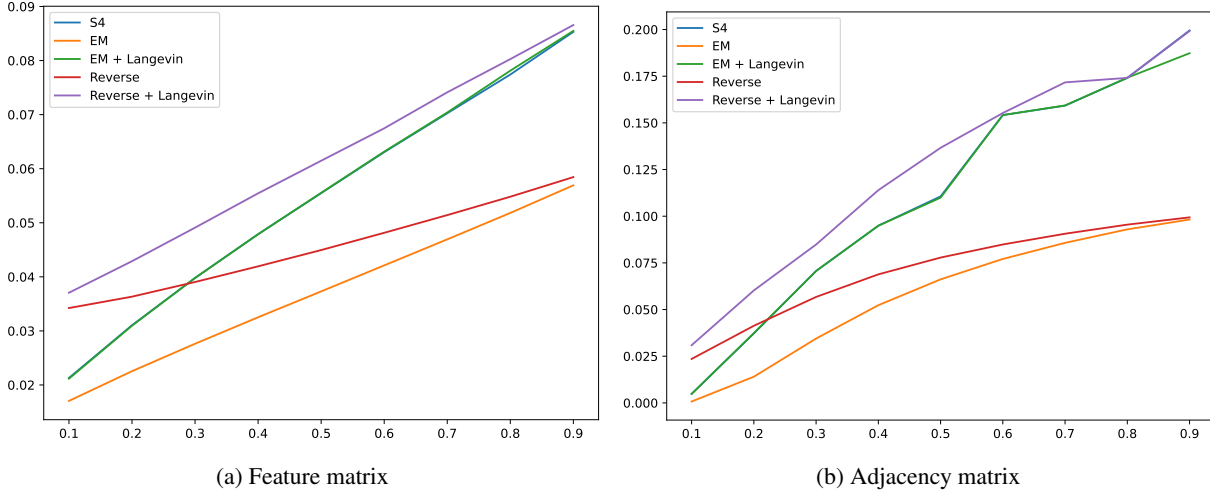 0.09
0.08
0.07
0.06
0.05
0.04
0.03
0.02
0.1 0.2 0.3 0.4 0.5 0.6 0.7 0.8 0.9
S4
EM
EM + Langevin
Reverse
Reverse + Langevin
(a) Feature matrix
0.200
0.175
0.150
0.125
0.100
0.075
0.050
0.025
0.000
0.1 0.2 0.3 0.4 0.5 0.6 0.7 0.8 0.9
S4
EM
EM + Langevin
Reverse
Reverse + Langevin
(b) Adjacency matrix